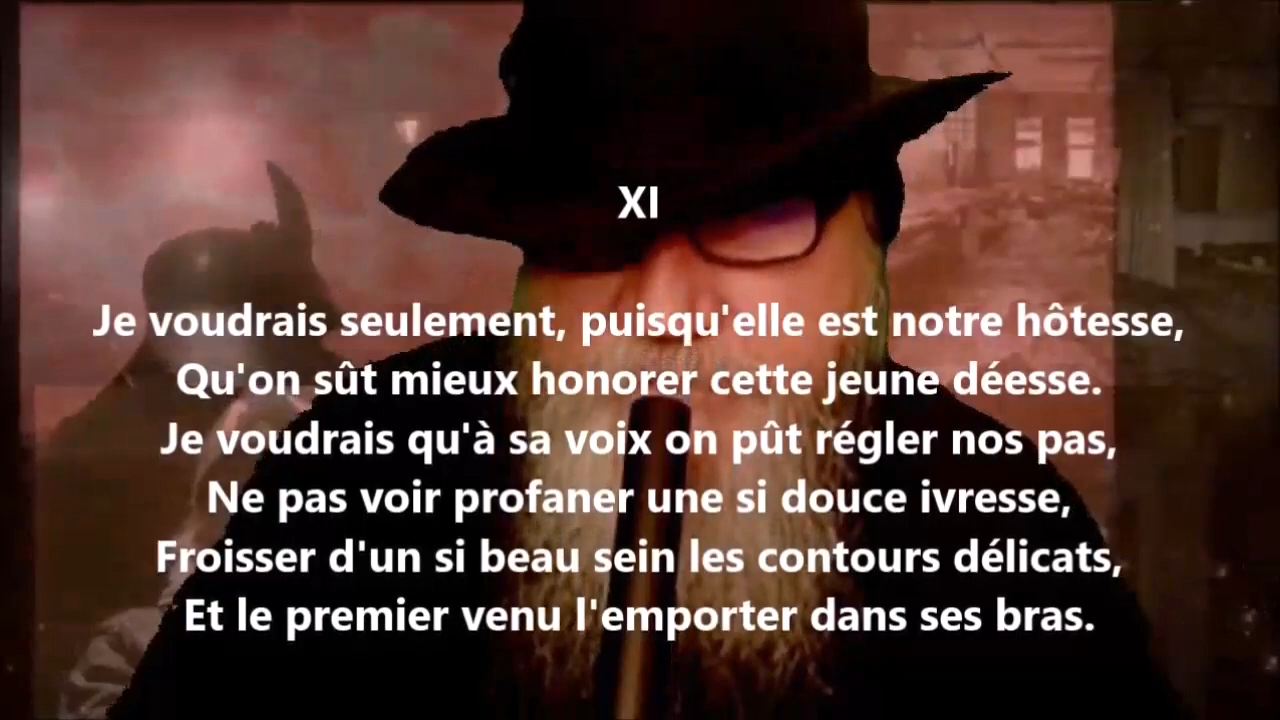 XI
Je voudrais seulement, puisqu'elle est notre hôtesse,
Qu'on sût mieux honorer cette jeune déesse.
Je voudrais qu'à sa voix on pût régler nos pas,
Ne pas voir profaner une si douce ivresse,
Froisser d'un si beau sein les contours délicats,
Et le premier venu l'emporter dans ses bras.